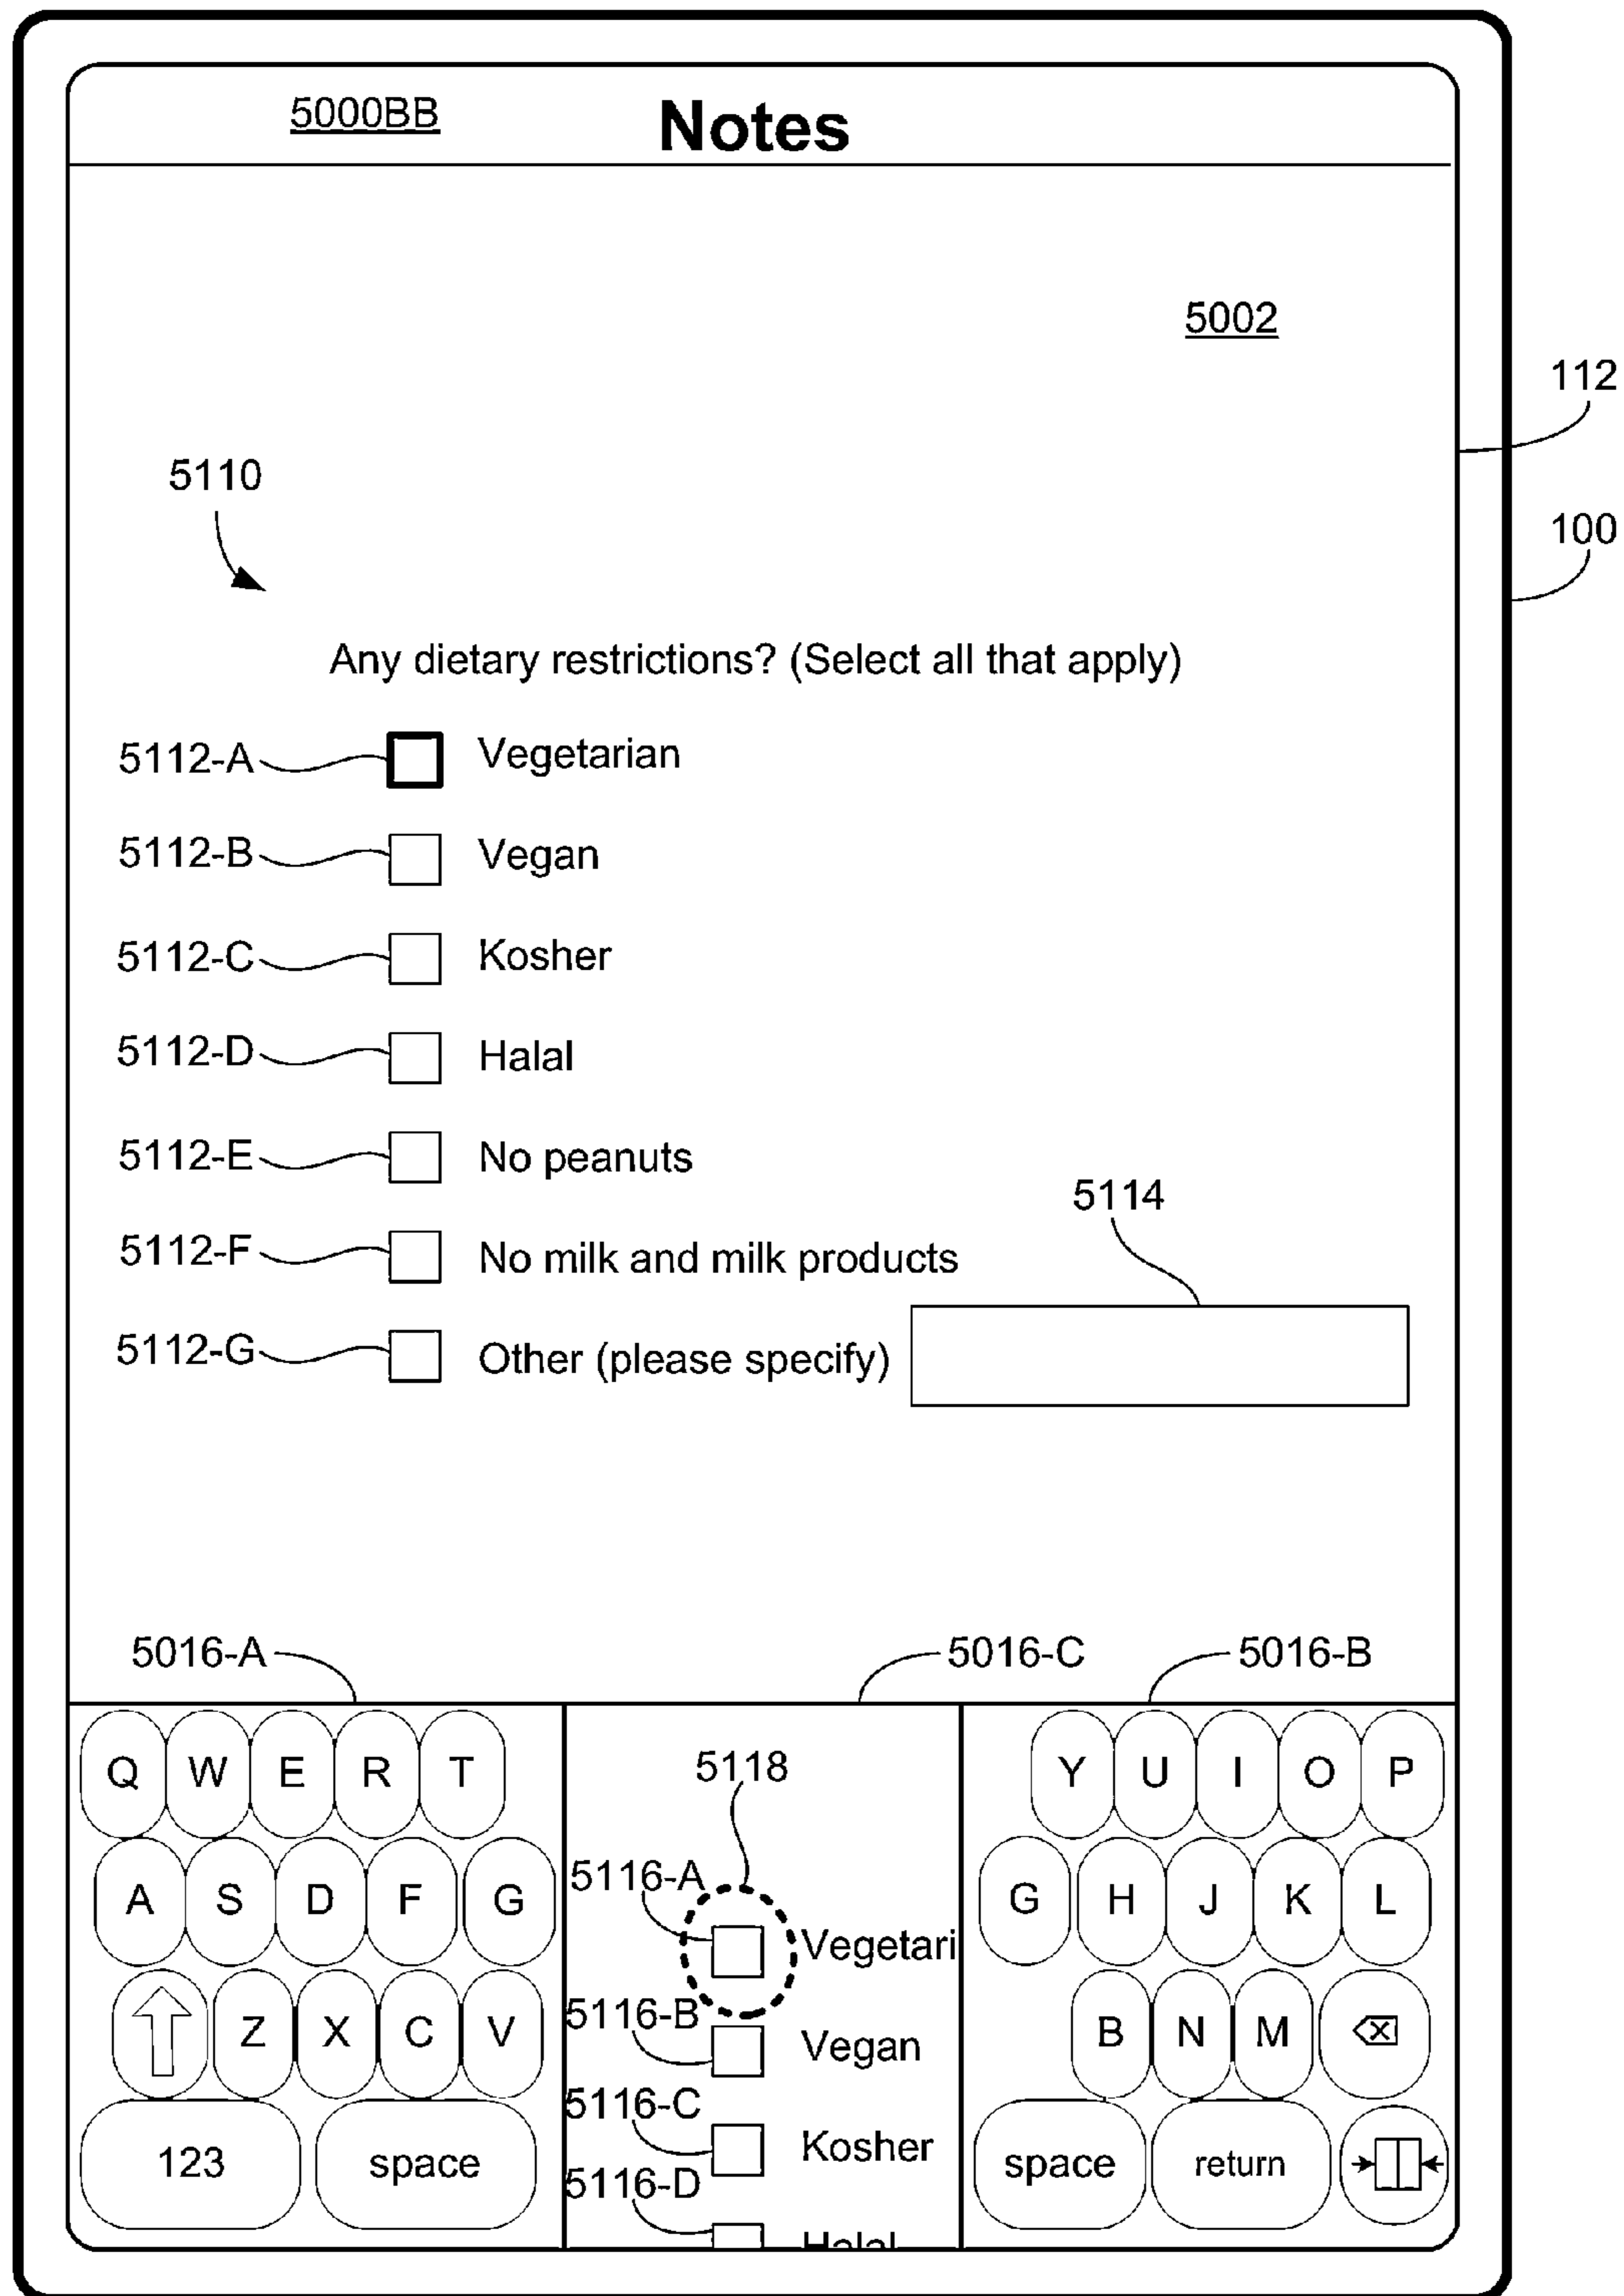 5000BB Notes
5002
112
5110
100
Any dietary restrictions? (Select all that apply)
5112-A Vegetarian
5112-B Vegan
5112-C Kosher
5112-D Halal
5112-E No peanuts
5114
5112-F No milk and milk products
5112-G Other (please specify)
5016-A 5016-C 5016-B
Q W E R T
5118
Y U I O P
A S D F G
5116-A
Vegetari
G H J K L
Z X C V
5116-B
Vegan
B N M
5116-C
Kosher
123 space
5116-D
Halal
space return